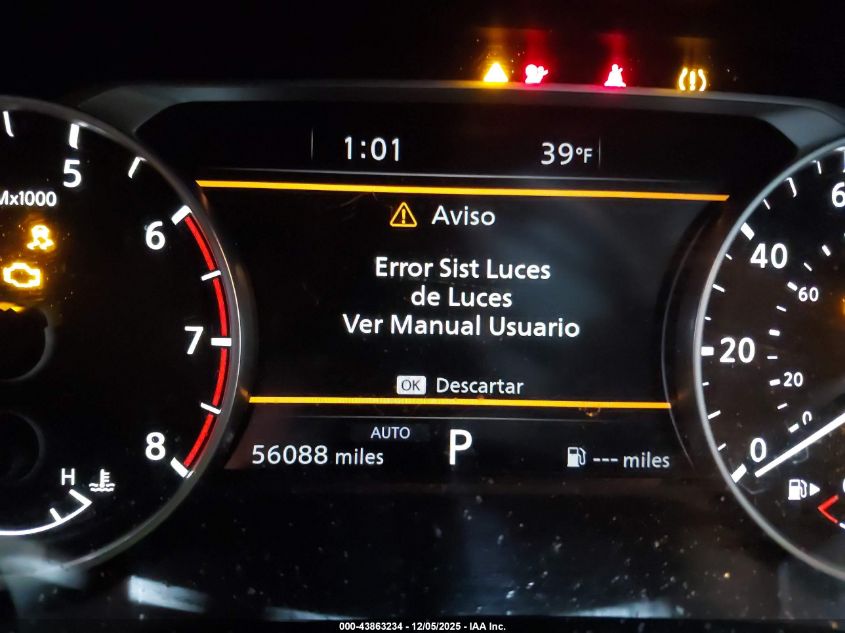 1:01 39°F
5
Mx1000
6
7
8
H
Aviso
Error Sist Luces
de Luces
Ver Manual Usuario
OK Descartar
AUTO
56088 miles P --- miles
40
60
20
20
0
0
000-43863234 - 12/05/2025 - IAA Inc.